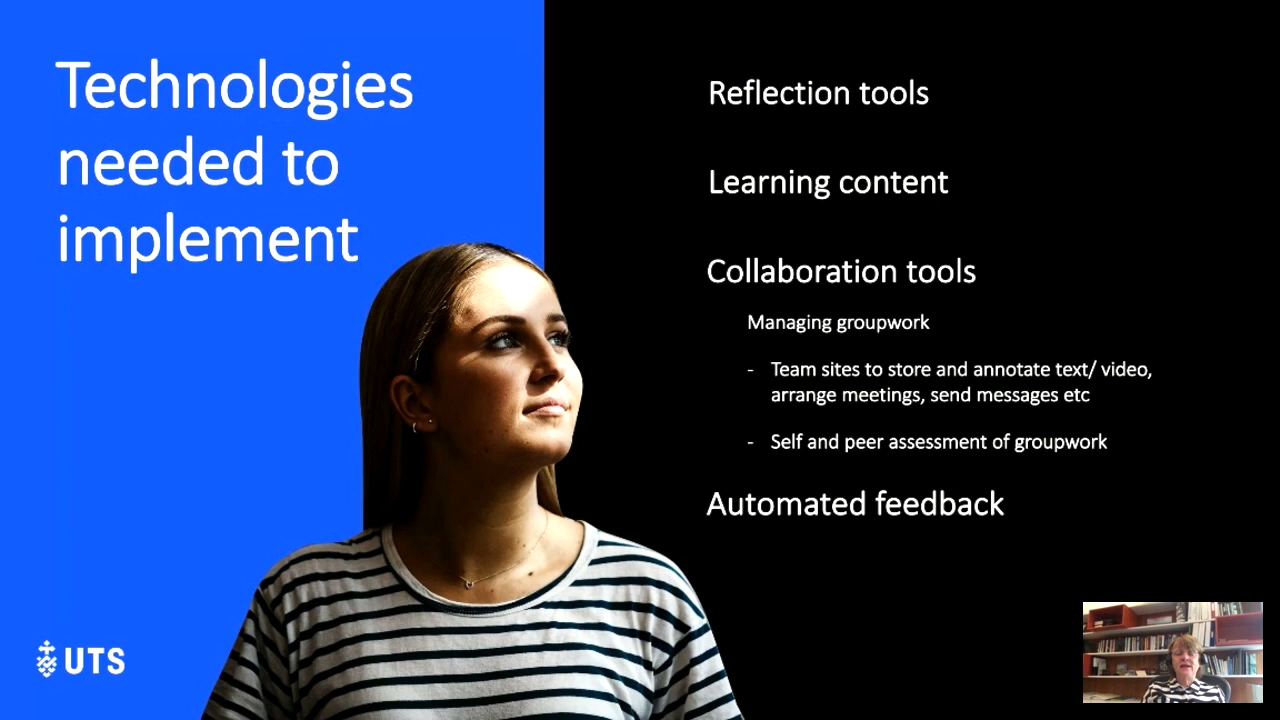 Technologies
needed to
implement
Reflection tools
Learning content
Collaboration tools
Managing groupwork
- Team sites to store and annotate text/ video,
arrange meetings, send messages etc
- Self and peer assessment of groupwork
Automated feedback
UTS